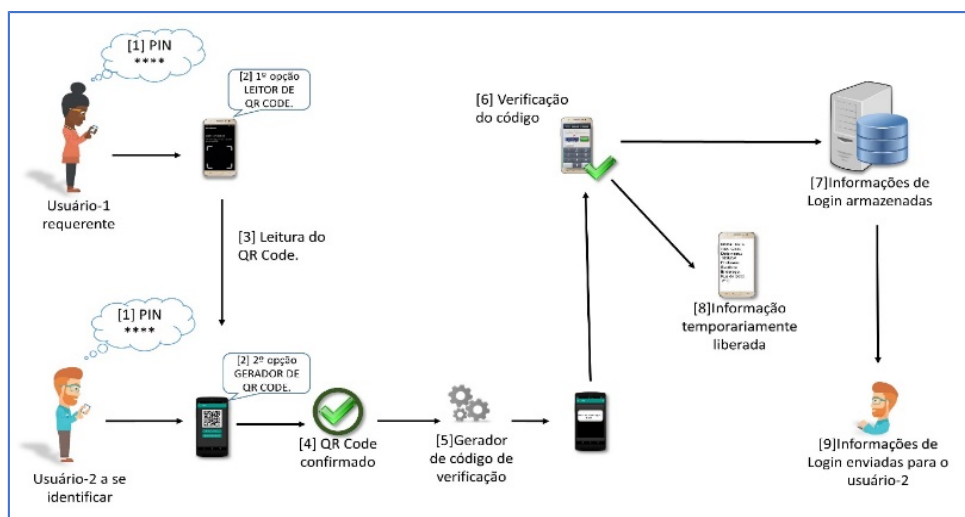 [1] PIN
****
[2] 1º opção
LEITOR DE
QR CODE.
Usuário-1
requerente
[3] Leitura do
QR Code.
[1] PIN
****
[2] 2º opção
GERADOR DE
QR CODE.
Usuário-2 a se
identificar
[4] QR Code
confirmado
[5]Gerador
de código de
verificação
[6] Verificação
do código
[7]Informações de
Login armazenadas
[8]Informação
temporariamente
liberada
[9]Informações de
Login enviadas para o
usuário-2